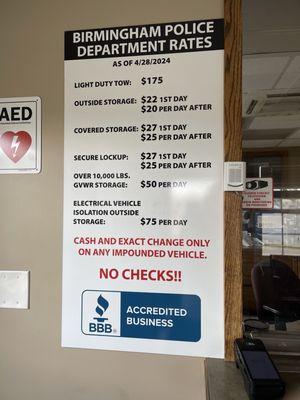 BIRMINGHAM POLICE
DEPARTMENT RATES
AS OF 4/28/2024
LIGHT DUTY TOW: $175
OUTSIDE STORAGE: $22 1ST DAY
$20 PER DAY AFTER
COVERED STORAGE: $27 1ST DAY
$25 PER DAY AFTER
SECURE LOCKUP: $27 1ST DAY
$25 PER DAY AFTER
OVER 10,000 LBS.
GVWR STORAGE: $50 PER DAY
ELECTRICAL VEHICLE
ISOLATION OUTSIDE
STORAGE: $75 PER DAY
CASH AND EXACT CHANGE ONLY
ON ANY IMPOUNDED VEHICLE.
NO CHECKS!!
BBB
ACCREDITED
BUSINESS
AED